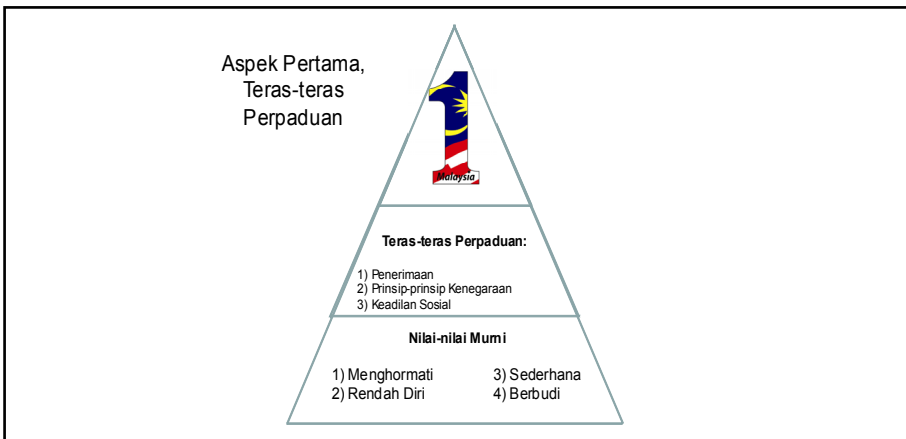 Aspek Pertama,
Teras-teras
Perpaduan
1
Malaysia
Teras-teras Perpaduan:
1) Penerimaan
2) Prinsip-prinsip Kenegaraan
3) Keadilan Sosial
Nilai-nilai Murni
1) Menghormati 3) Sederhana
2) Rendah Diri 4) Berbudi